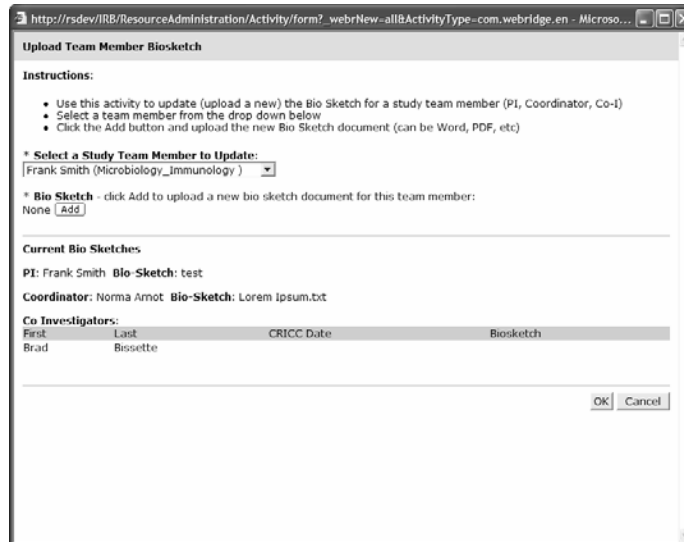 http://rsdev/IRB/ResourceAdministration/Activity/form?_webrNew=all&ActivityType=com.webridge.en - Microso...
Upload Team Member Biosketch
Instructions:
• Use this activity to update (upload a new) the Bio Sketch for a study team member (PI, Coordinator, Co-I)
• Select a team member from the drop down below
• Click the Add button and upload the new Bio Sketch document (can be Word, PDF, etc)
* Select a Study Team Member to Update:
Frank Smith (Microbiology_Immunology )
* Bio Sketch - click Add to upload a new bio sketch document for this team member:
None Add
Current Bio Sketches
PI: Frank Smith Bio-Sketch: test
Coordinator: Norma Arnot Bio-Sketch: Lorem Ipsum.txt
Co Investigators:
First Last CRICC Date Biosketch
Brad Bissette
OK Cancel